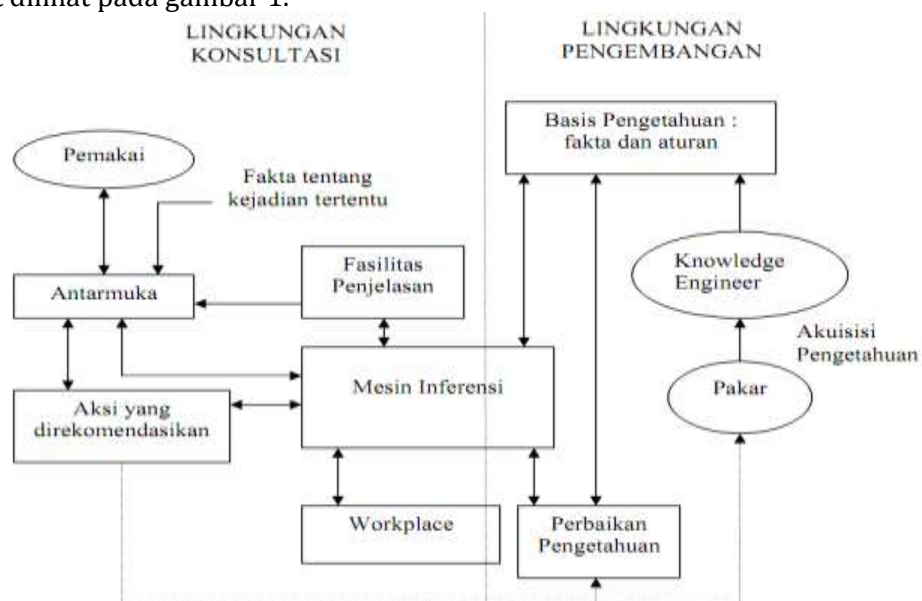 dilihat pada gambar 1.
LINGKUNGAN
KONSULTASI
LINGKUNGAN
PENGEMBANGAN
Basis Pengetahuan :
fakta dan aturan
Pemakai
Fakta tentang
kejadian tertentu
Fasilitas
Penjelasan
Knowledge
Engineer
Antarmuka
Akuisisi
Pengetahuan
Mesin Inferensi
Pakar
Aksi yang
direkomendasikan
Workplace
Perbaikan
Pengetahuan